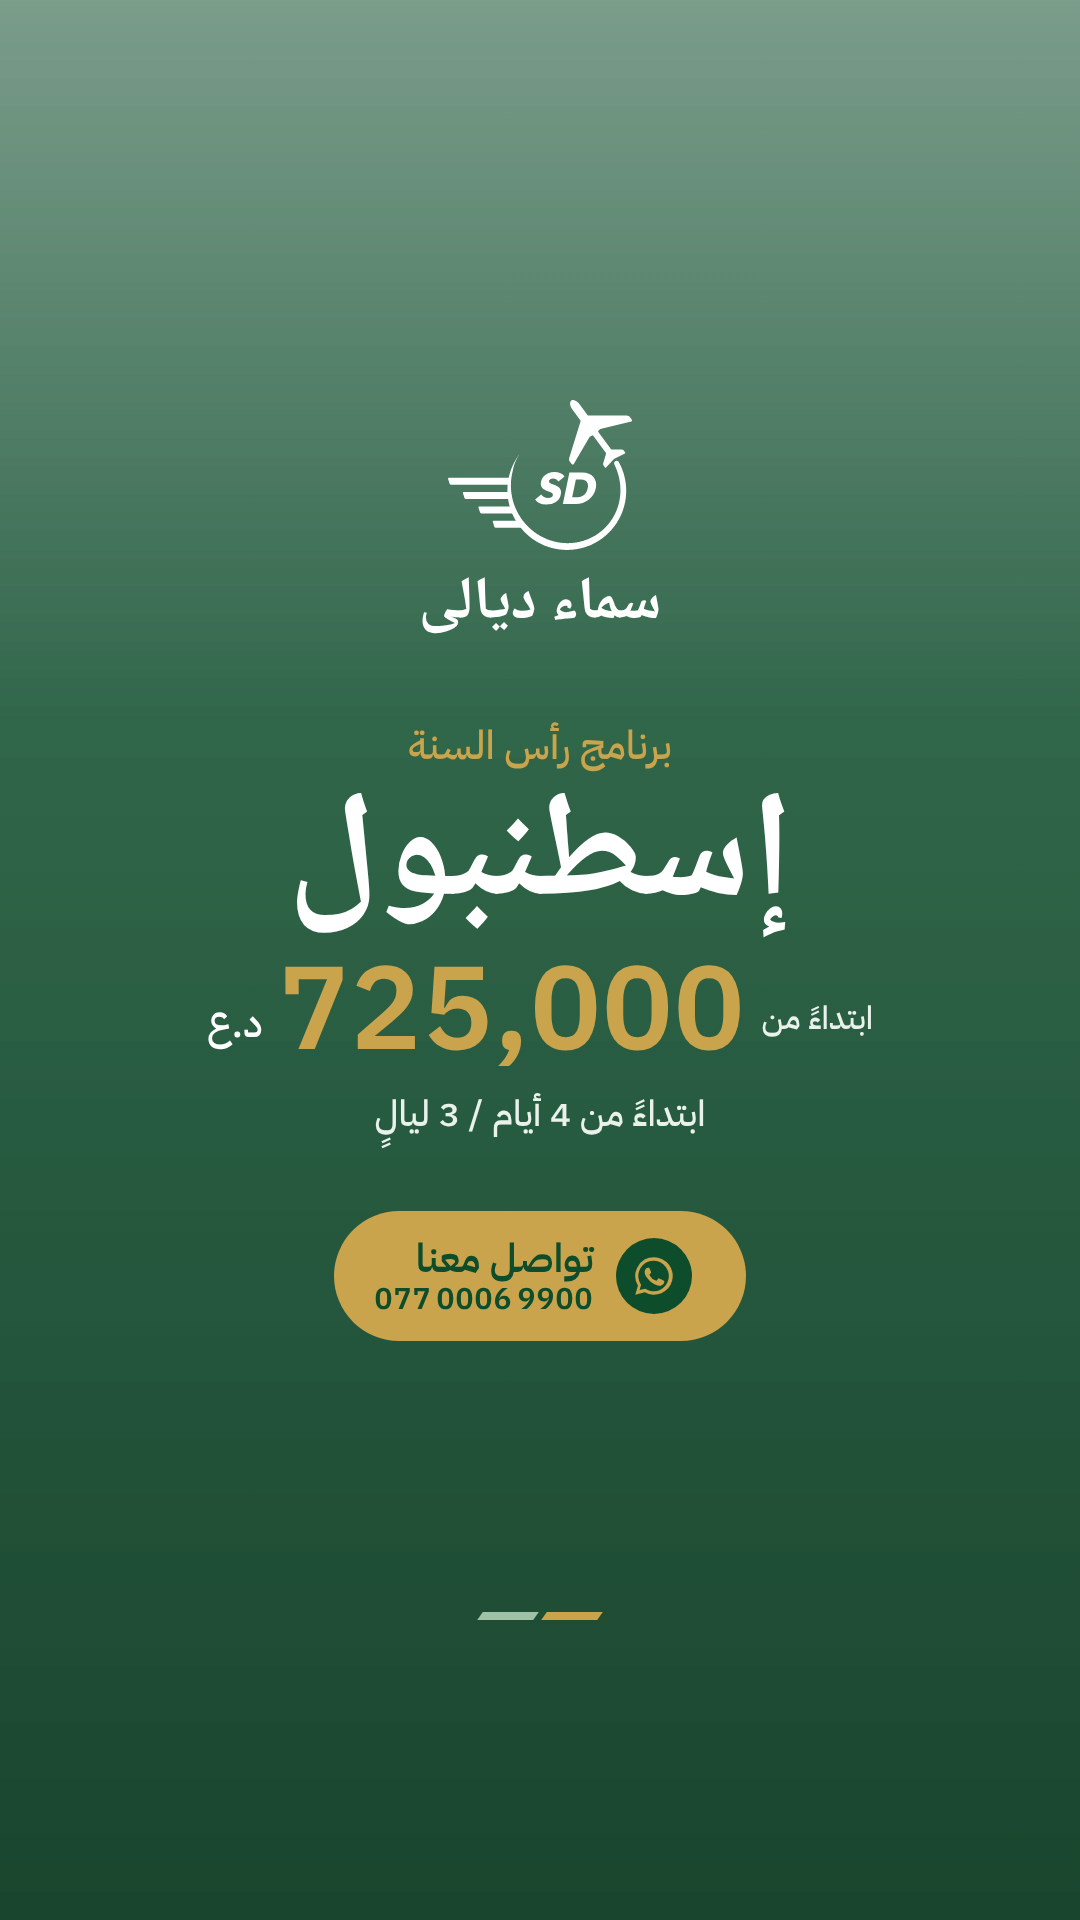 SD
سماء ديالى
برنامج رأس السنة
إسطنبول
ابتداءً من 725,000 د.ع
ابتداءً من 4 أيام / 3 ليالٍ
تواصل معنا
077 0006 9900